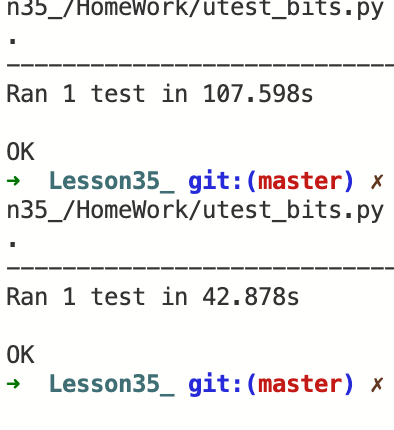 n35_/HomeWork/utest_bits.py
.
----------------------------
Ran 1 test in 107.598s
OK
➜  Lesson35_ git:(master) ✗
n35_/HomeWork/utest_bits.py
.
----------------------------
Ran 1 test in 42.878s
OK
➜  Lesson35_ git:(master) ✗